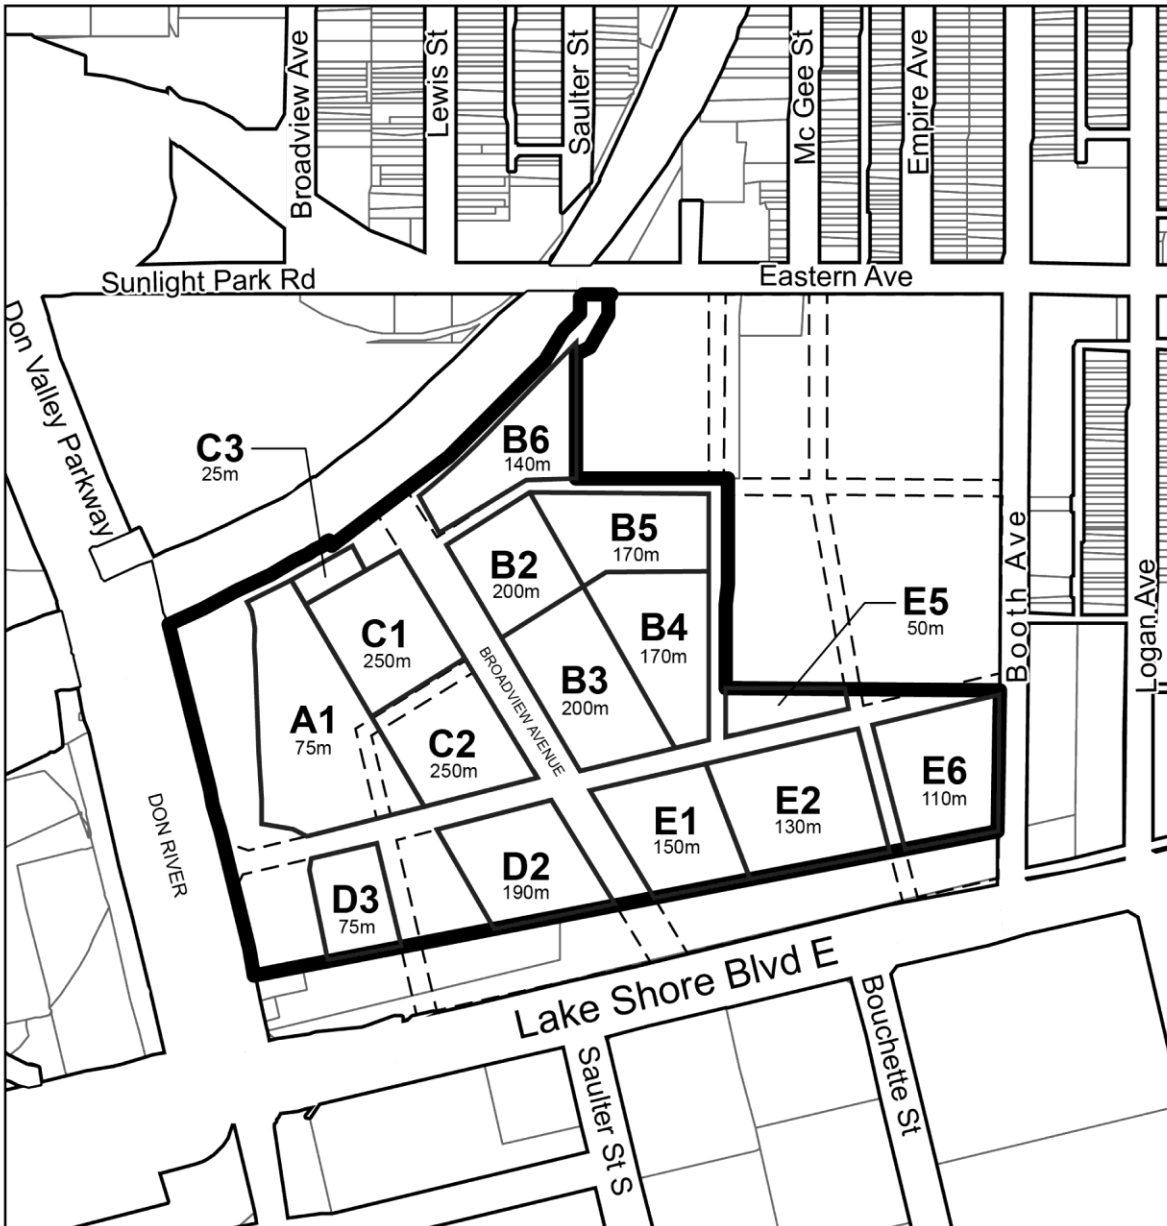 Broadview Ave
Lewis St
Saulter St
Mc Gee St
Empire Ave
Sunlight Park Rd
Eastern Ave
Don Valley Parkway
C3
25m
B6
140m
B5
170m
B2
200m
E5
50m
Booth Ave
Logan Ave
C1
250m
B4
170m
B3
200m
BROADVIEW AVENUE
A1
75m
C2
250m
E6
110m
E2
130m
E1
150m
DON RIVER
D2
190m
D3
75m
Lake Shore Blvd E
Bouchette St
Saulter St S